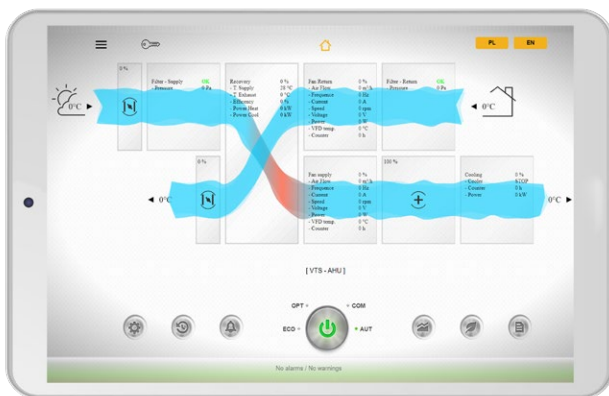 PL
EN
0 %
Filter - Supply OK
- Pressure 0 Pa
Recovery 0 %
- T. Supply 20 °C
- T. Exhaust 0 °C
- Efficiency 0 %
- Power Heat 0 kW
- Power Cool 0 kW
Fan Return 0 %
- Air Flow 0 m³/h
- Frequence 0 Hz
- Current 0 A
- Speed 0 rpm
- Voltage 0 V
- Power 0 W
- VFD temp. 0 °C
- Counter 0 h
Filter - Return OK
- Pressure 0 Pa
0°C
0°C
0 %
Fan supply 0 %
- Air Flow 0 m³/h
- Frequence 0 Hz
- Current 0 A
- Speed 0 rpm
- Voltage 0 V
- Power 0 W
- VFD temp. 0 °C
- Counter 0 h
Cooling 0 %
- Cooler STOP
- Counter 0 h
- Power 0 kW
0°C
0°C
[ VTS - AHU ]
OPT
COM
ECO
AUT
No alarms / No warnings